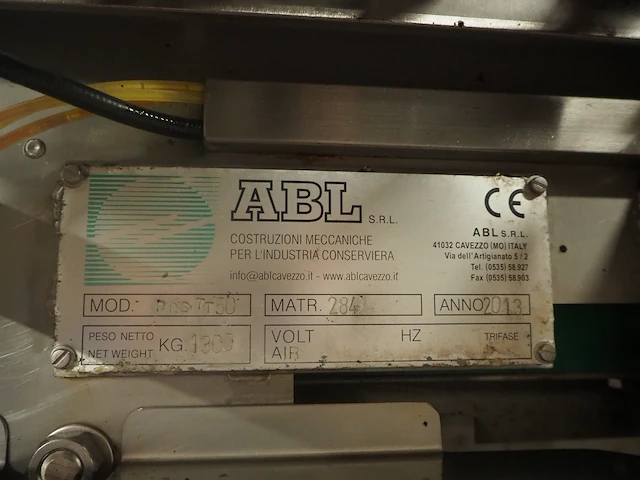 ABL S.R.L.
COSTRUZIONI MECCANICHE
PER L'INDUSTRIA CONSERVIERA
info@ablcavezzo.it - www.ablcavezzo.it
CE
ABL S.R.L.
41032 CAVEZZO (MO) ITALY
Via dell'Artigianato 5/2
Tel. (0535) 58.927
Fax (0535) 58.903
MOD.
MATR.
ANNO 2013
PESO NETTO
NET WEIGHT KG.
VOLT HZ TRIFASE
AIR